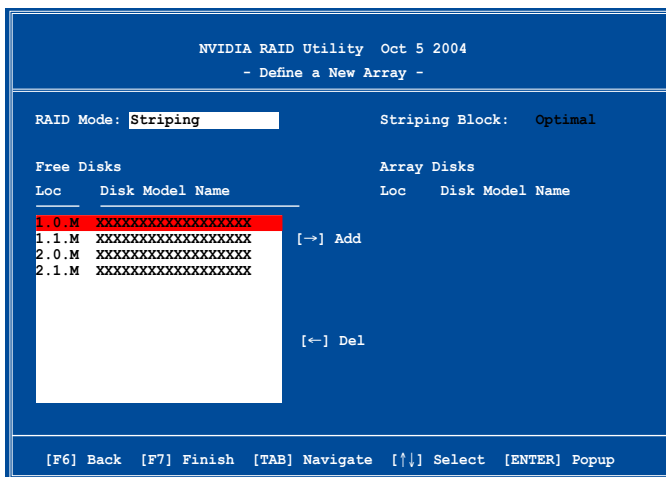 NVIDIA RAID Utility Oct 5 2004
- Define a New Array -
RAID Mode: Striping Striping Block: Optimal
Free Disks Array Disks
Loc Disk Model Name Loc Disk Model Name
1.0.M XXXXXXXXXXXXXXXXXX
1.1.M XXXXXXXXXXXXXXXXXX
[→] Add
2.0.M XXXXXXXXXXXXXXXXXX
2.1.M XXXXXXXXXXXXXXXXXX
[←] Del
[F6] Back [F7] Finish [TAB] Navigate [↑↓] Select [ENTER] Popup